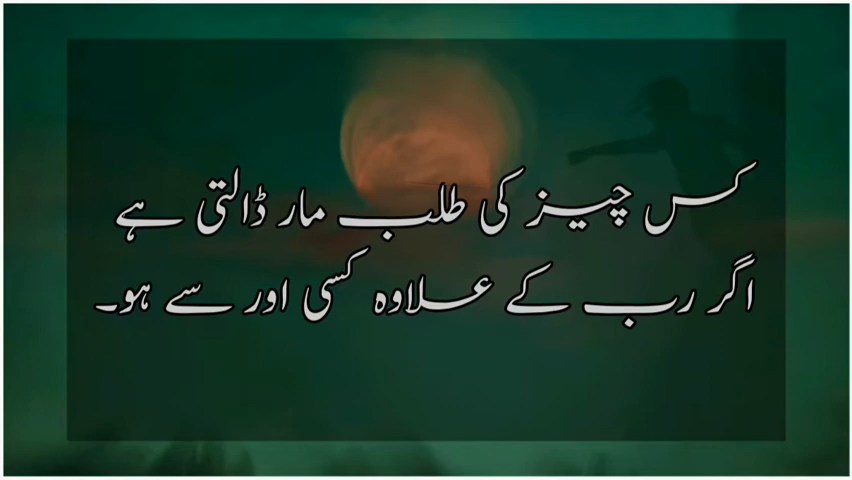 کس چیز کی طلب مار ڈالتی ہے
اگر رب کے علاوہ کسی اور سے ہو۔